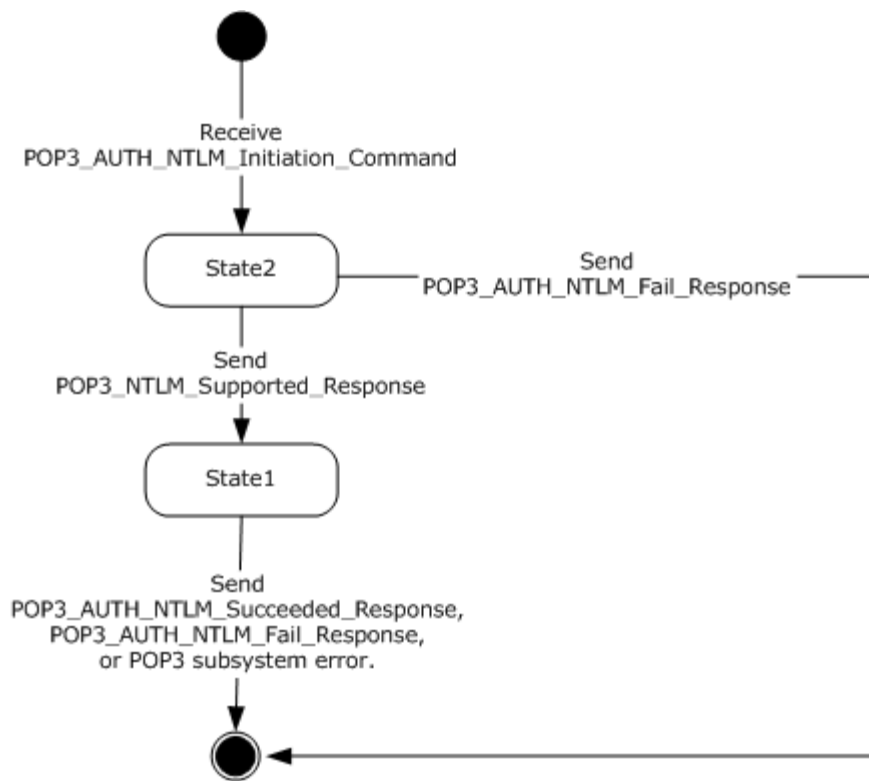 Receive
POP3_AUTH_NTLM_Initiation_Command
State2
Send
POP3_AUTH_NTLM_Fail_Response
Send
POP3_NTLM_Supported_Response
State1
Send
POP3_AUTH_NTLM_Succeeded_Response,
POP3_AUTH_NTLM_Fail_Response,
or POP3 subsystem error.